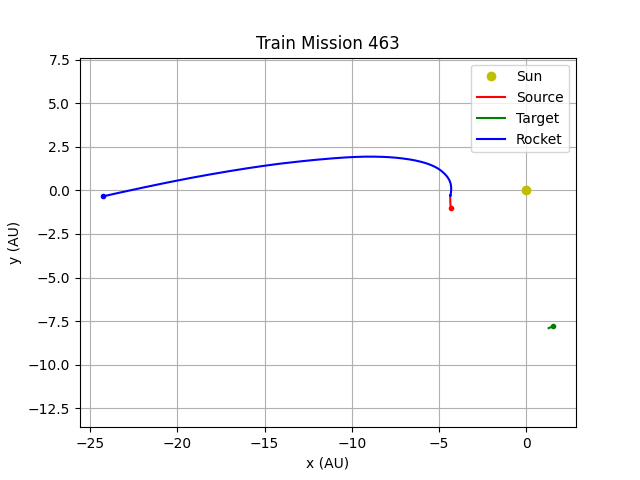 Train Mission 463
Sun
Source
Target
Rocket
7.5
5.0
2.5
0.0
−2.5
−5.0
−7.5
−10.0
−12.5
y (AU)
−25
−20
−15
−10
−5
0
x (AU)